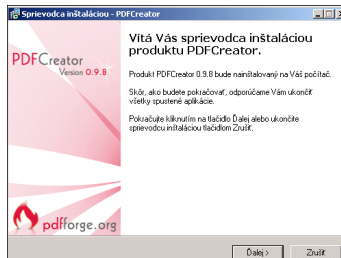 Sprievodca inštaláciou - PDFCreator
PDFCreator
Version 0.9.8
Vítá Vás sprievodca inštaláciou
produktu PDFCreator.
Produkt PDFCreator 0.9.8 bude nainštalovaný na Váš počítač.
Skôr, ako budete pokračovať, odporúčame Vám ukončiť
všetky spustené aplikácie.
Pokračujte kliknutím na tlačidlo Ďalej alebo ukončite
sprievodcu inštaláciou tlačidlom Zrušiť.
pdfforge.org
Ďalej >
Zrušiť